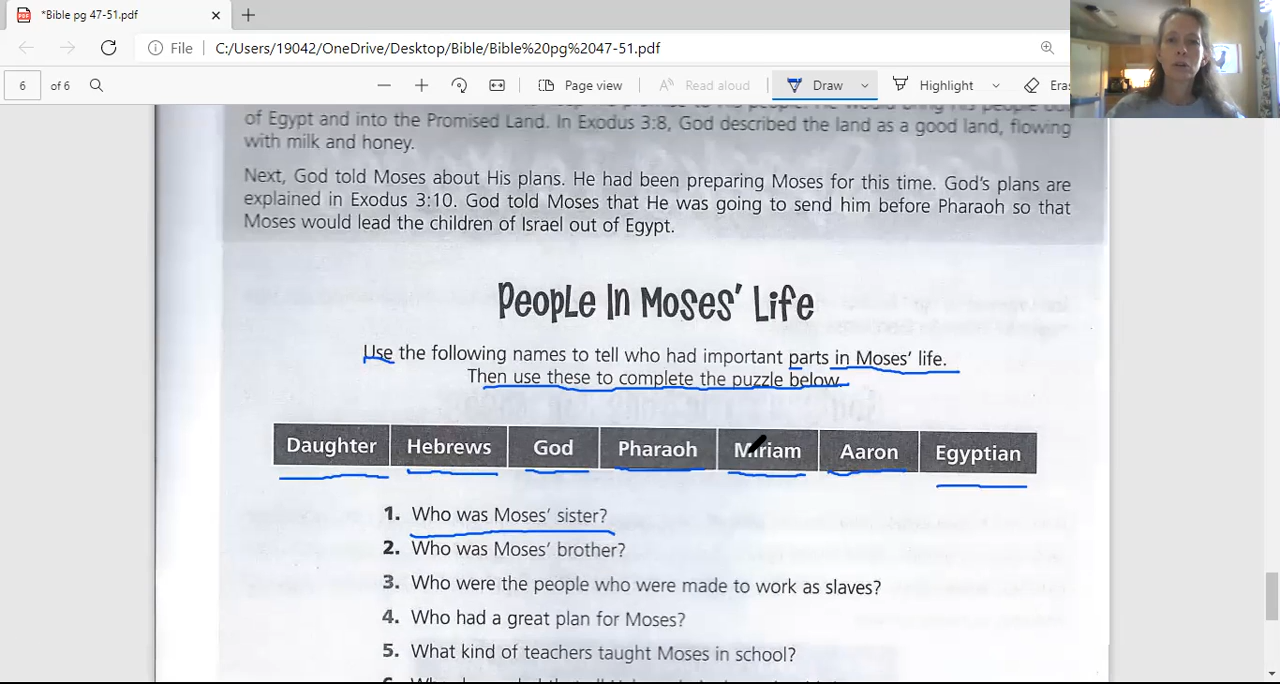 *Bible pg 47-51.pdf
File C:/Users/19042/OneDrive/Desktop/Bible/Bible%20pg%2047-51.pdf
6 of 6 Page view Read aloud Draw Highlight Eras
of Egypt and into the Promised Land. In Exodus 3:8, God described the land as a good land, flowing
with milk and honey.
Next, God told Moses about His plans. He had been preparing Moses for this time. God's plans are
explained in Exodus 3:10. God told Moses that He was going to send him before Pharaoh so that
Moses would lead the children of Israel out of Egypt.
People In Moses' Life
Use the following names to tell who had important parts in Moses' life.
Then use these to complete the puzzle below.
Daughter Hebrews God Pharaoh Miriam Aaron Egyptian
1. Who was Moses' sister?
2. Who was Moses' brother?
3. Who were the people who were made to work as slaves?
4. Who had a great plan for Moses?
5. What kind of teachers taught Moses in school?